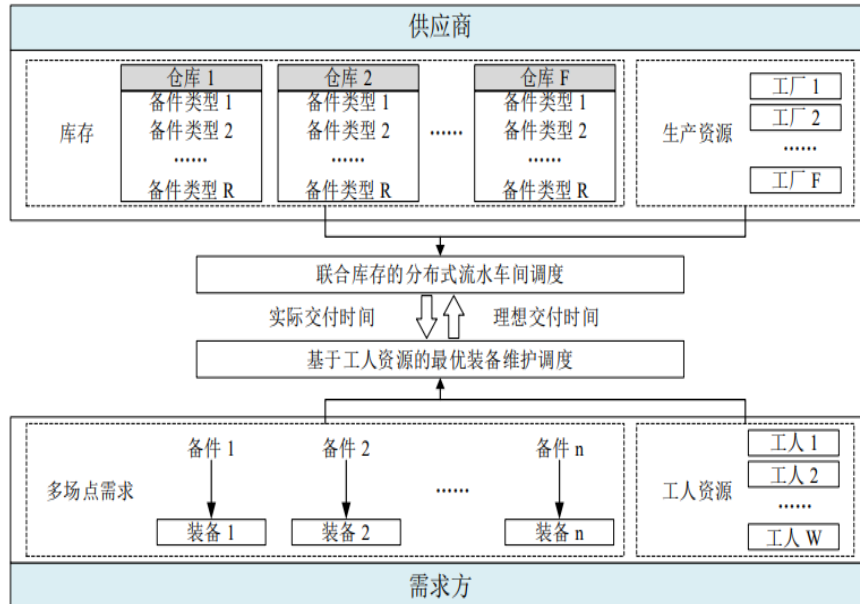 供应商
仓库 1
备件类型 1
备件类型 2
……
备件类型 R
仓库 2
备件类型 1
备件类型 2
……
备件类型 R
仓库 F
备件类型 1
备件类型 2
……
备件类型 R
库存
……
生产资源
工厂 1
工厂 2
……
工厂 F
联合库存的分布式流水车间调度
实际交付时间
理想交付时间
基于工人资源的最优装备维护调度
多场点需求
备件 1
备件 2
备件 n
……
装备 1
装备 2
装备 n
工人资源
工人 1
工人 2
……
工人 W
需求方